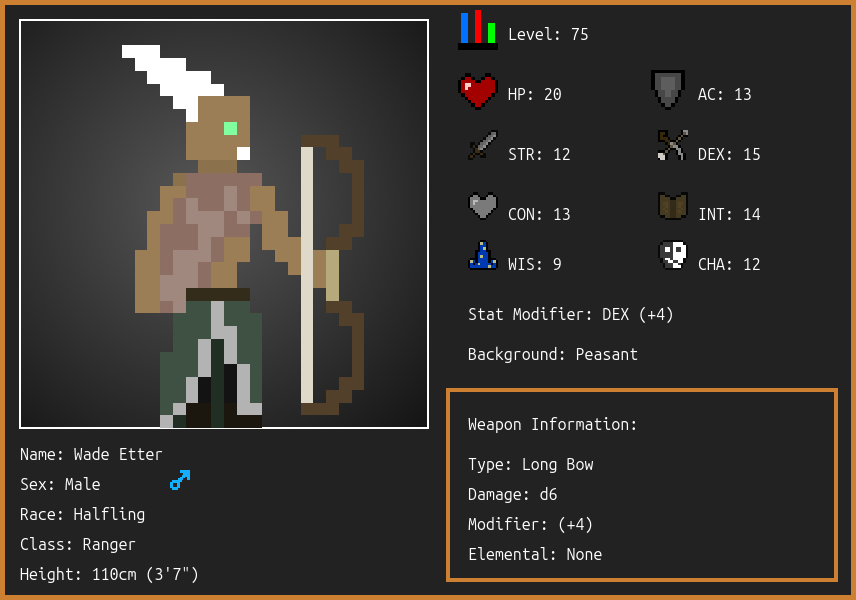 Level: 75
HP: 20
AC: 13
STR: 12
DEX: 15
CON: 13
INT: 14
WIS: 9
CHA: 12
Stat Modifier: DEX (+4)
Background: Peasant
Weapon Information:
Type: Long Bow
Damage: d6
Modifier: (+4)
Elemental: None
Name: Wade Etter
Sex: Male
Race: Halfling
Class: Ranger
Height: 110cm (3'7")